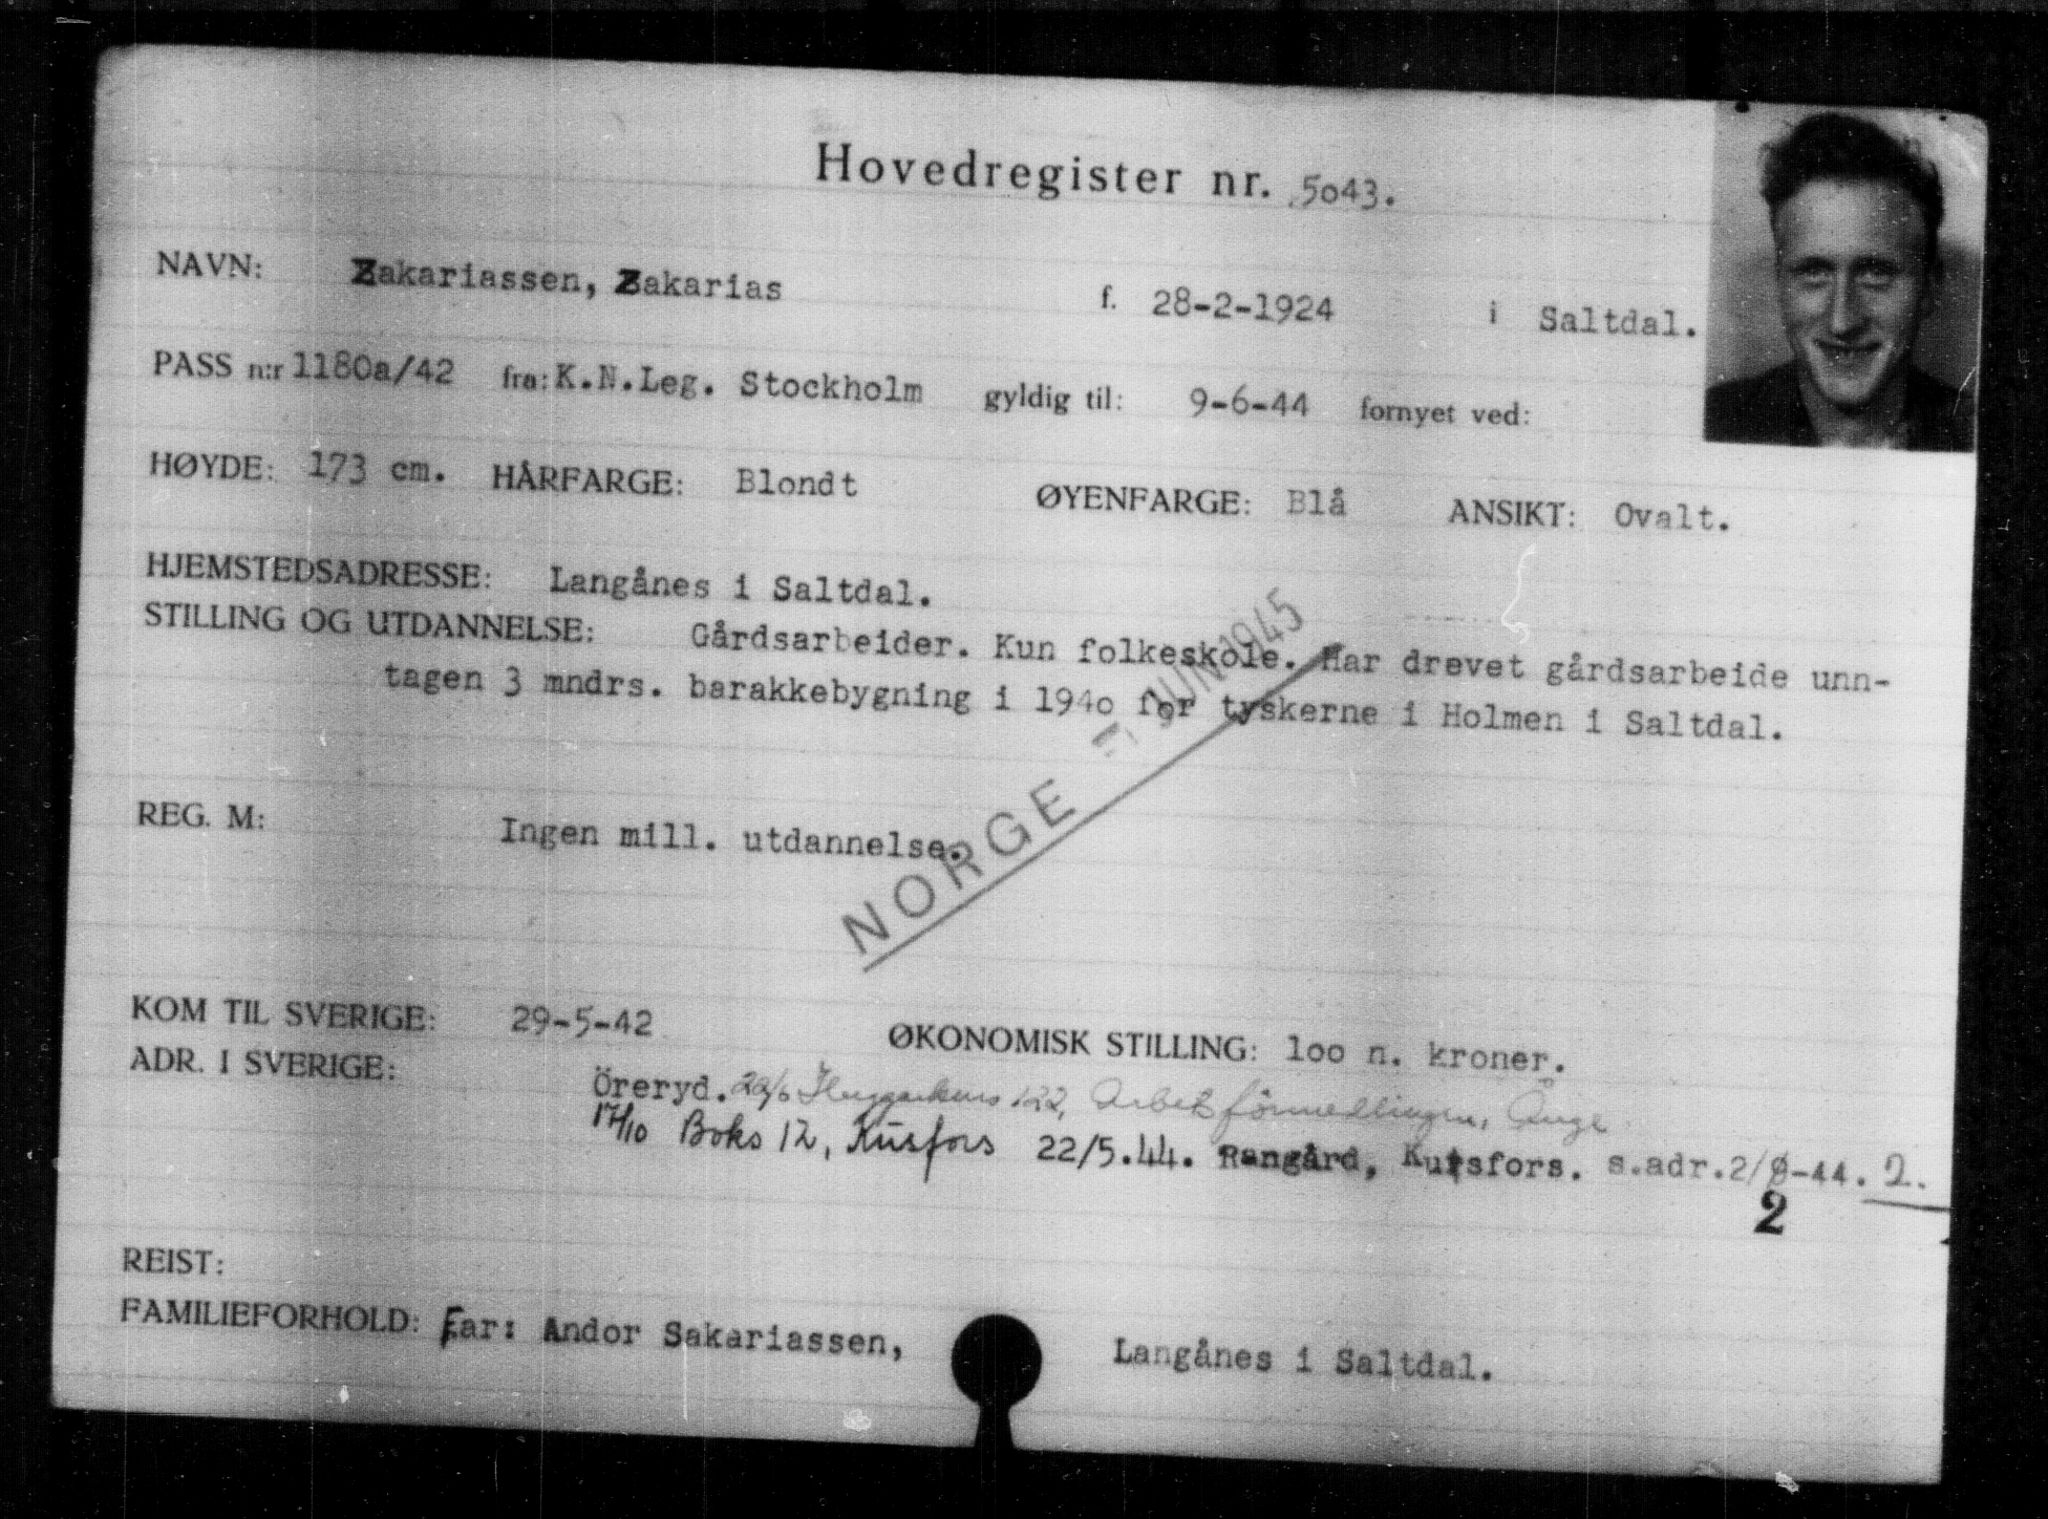 Hovedregister nr. 5043.
NAVN: Zakariassen, Zakarias f. 28-2-1924 i Saltdal.
PASS n:r 1180a/42 fra: K.N.Leg. Stockholm gyldig til: 9-6-44 fornyet ved:
HØYDE: 173 cm. HÅRFARGE: Blondt ØYENFARGE: Blå ANSIKT: Ovalt.
HJEMSTEDSADRESSE: Langånes i Saltdal.
STILLING OG UTDANNELSE: Gårdsarbeider. Kun folkeskole. Har drevet gårdsarbeide unn-
tagen 3 mndrs. barakkebygning i 1940 for tyskerne i Holmen i Saltdal.
NORGE JUN 1945
REG. M: Ingen mill. utdannelse.
KOM TIL SVERIGE: 29-5-42 ØKONOMISK STILLING: 100 n. kroner.
ADR. I SVERIGE: Öreryd. 122, Arbetsförmedlingen, Ånge
17/10 Boks 12, Kusfors 22/5.44. Rangård, Kusfors. s.adr.2/8-44. 2.
2
REIST:
FAMILIEFORHOLD: Far: Andor Sakariassen, Langånes i Saltdal.